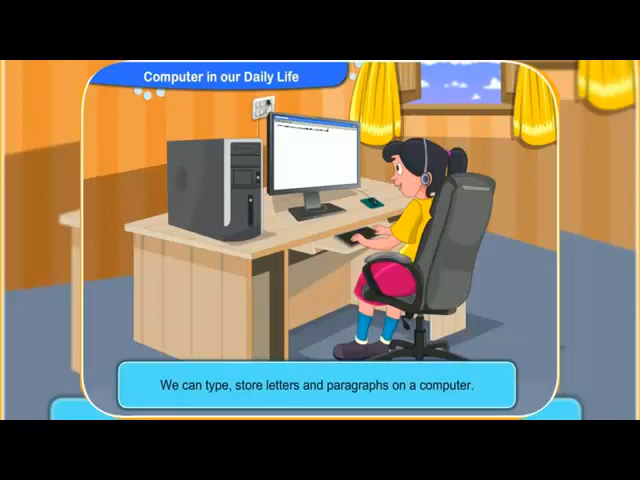 Computer in our Daily Life
We can type, store letters and paragraphs on a computer.